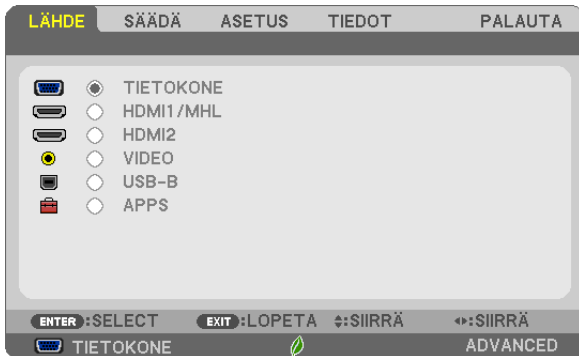 LÄHDE SÄÄDÄ ASETUS TIEDOT PALAUTA
TIETOKONE
HDMI1/MHL
HDMI2
VIDEO
USB-B
APPS
ENTER :SELECT EXIT :LOPETA :SIIRRÄ :SIIRRÄ
TIETOKONE ADVANCED